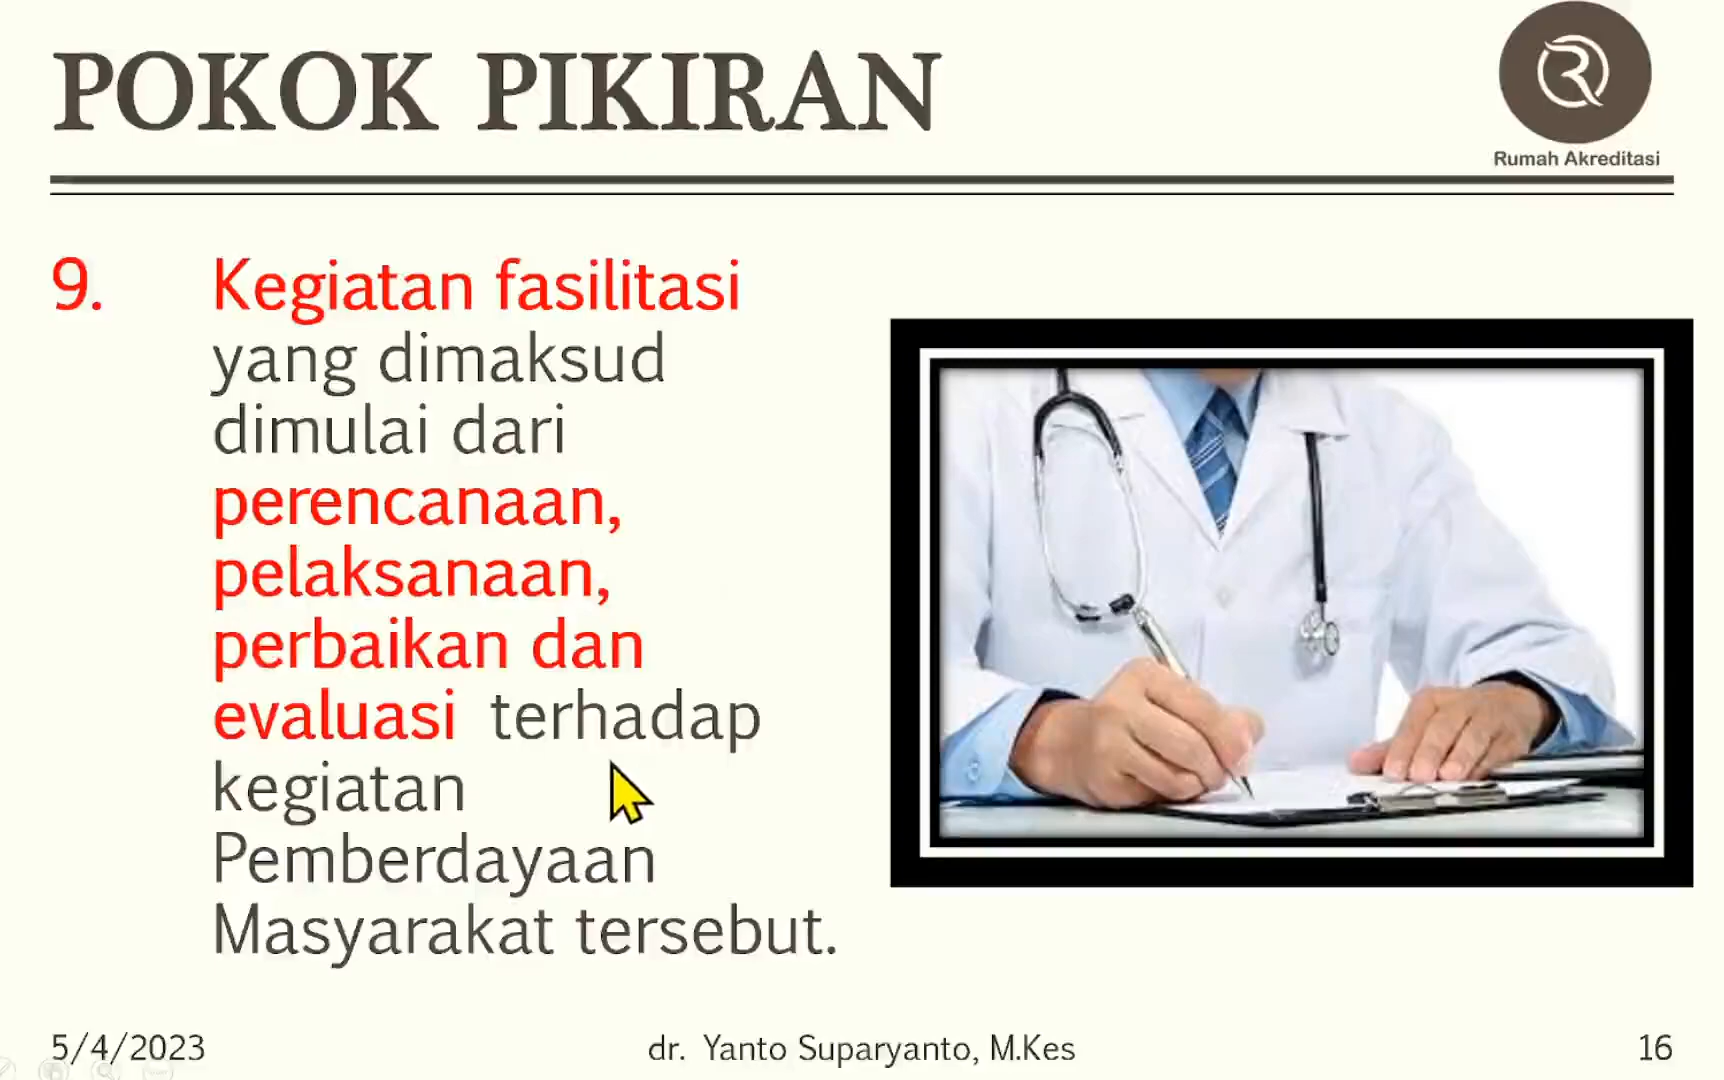 POKOK PIKIRAN
Rumah Akreditasi
9. Kegiatan fasilitasi
yang dimaksud
dimulai dari
perencanaan,
pelaksanaan,
perbaikan dan
evaluasi terhadap
kegiatan
Pemberdayaan
Masyarakat tersebut.
5/4/2023 dr. Yanto Suparyanto, M.Kes 16